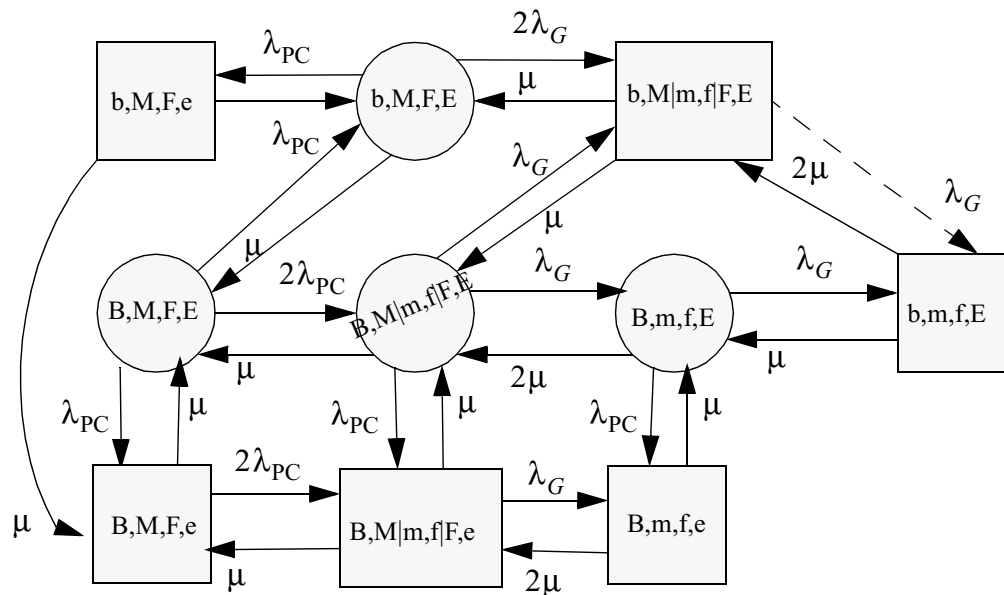 λPC
2λG
b,M,F,e
b,M,F,E
μ
b,M|m,f|F,E
λPC
λG
2μ
λG
μ
μ
B,M,F,E
2λPC
B,M|m,f|F,E
λG
B,m,f,E
λG
b,m,f,E
μ
2μ
μ
λPC
μ
λPC
μ
λPC
μ
2λPC
λG
μ
B,M,F,e
B,M|m,f|F,e
B,m,f,e
μ
2μ